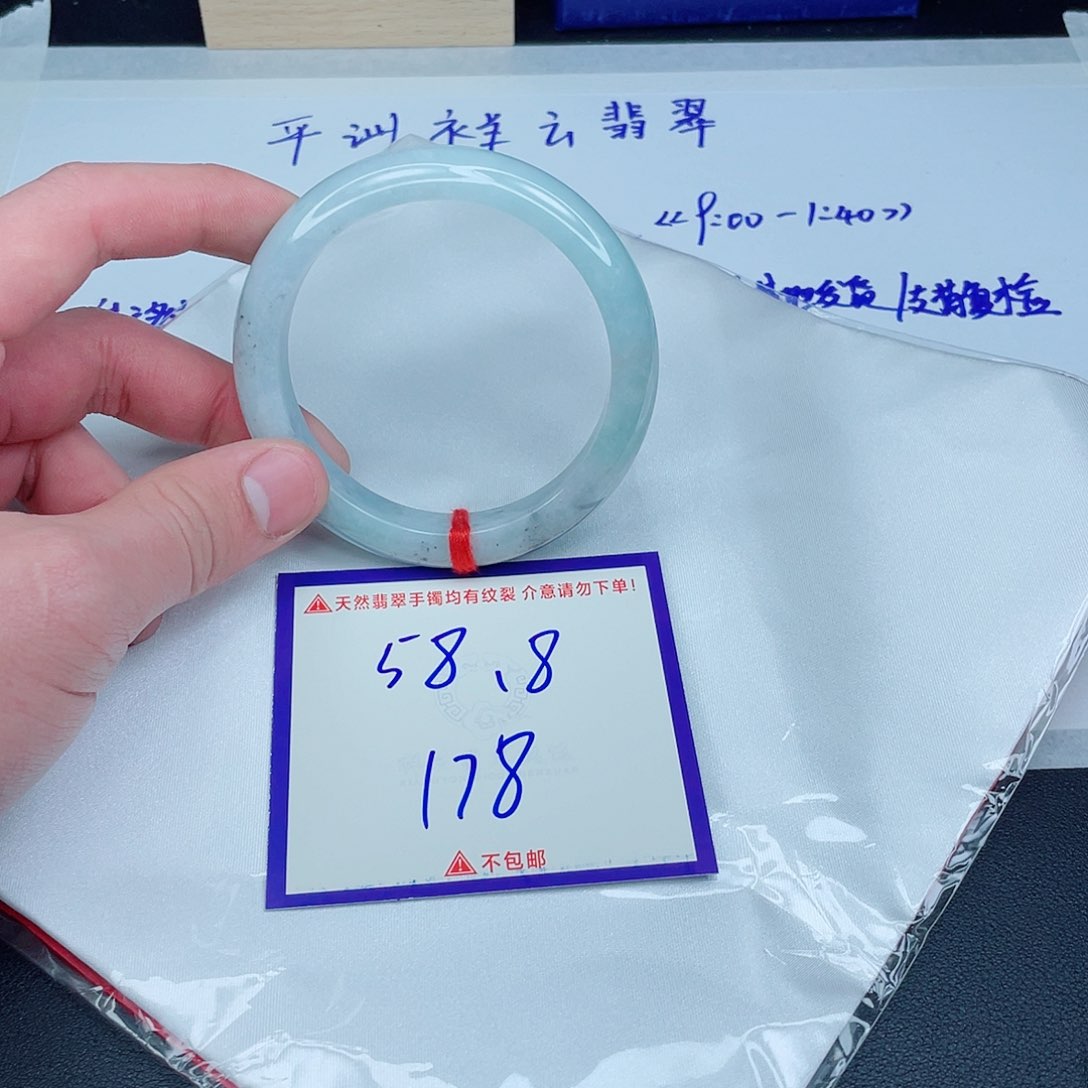 平洲祥云翡翠
《9:00-1:40》
支持复检
天然翡翠手镯均有纹裂 介意请勿下单!
58、8
178
不包邮